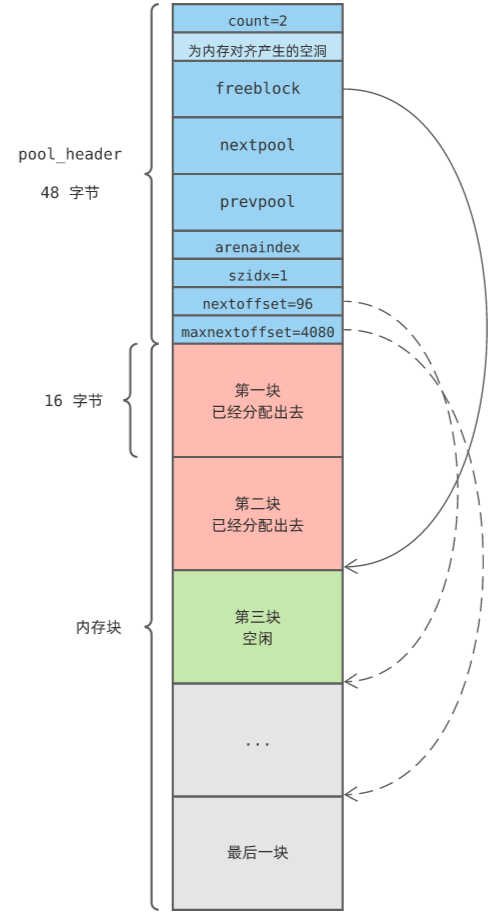 count=2
为内存对齐产生的空洞
freeblock
nextpool
pool_header
48 字节
prevpool
arenaindex
szidx=1
nextoffset=96
maxnextoffset=4080
16 字节
第一块
已经分配出去
第二块
已经分配出去
内存块
第三块
空闲
...
最后一块